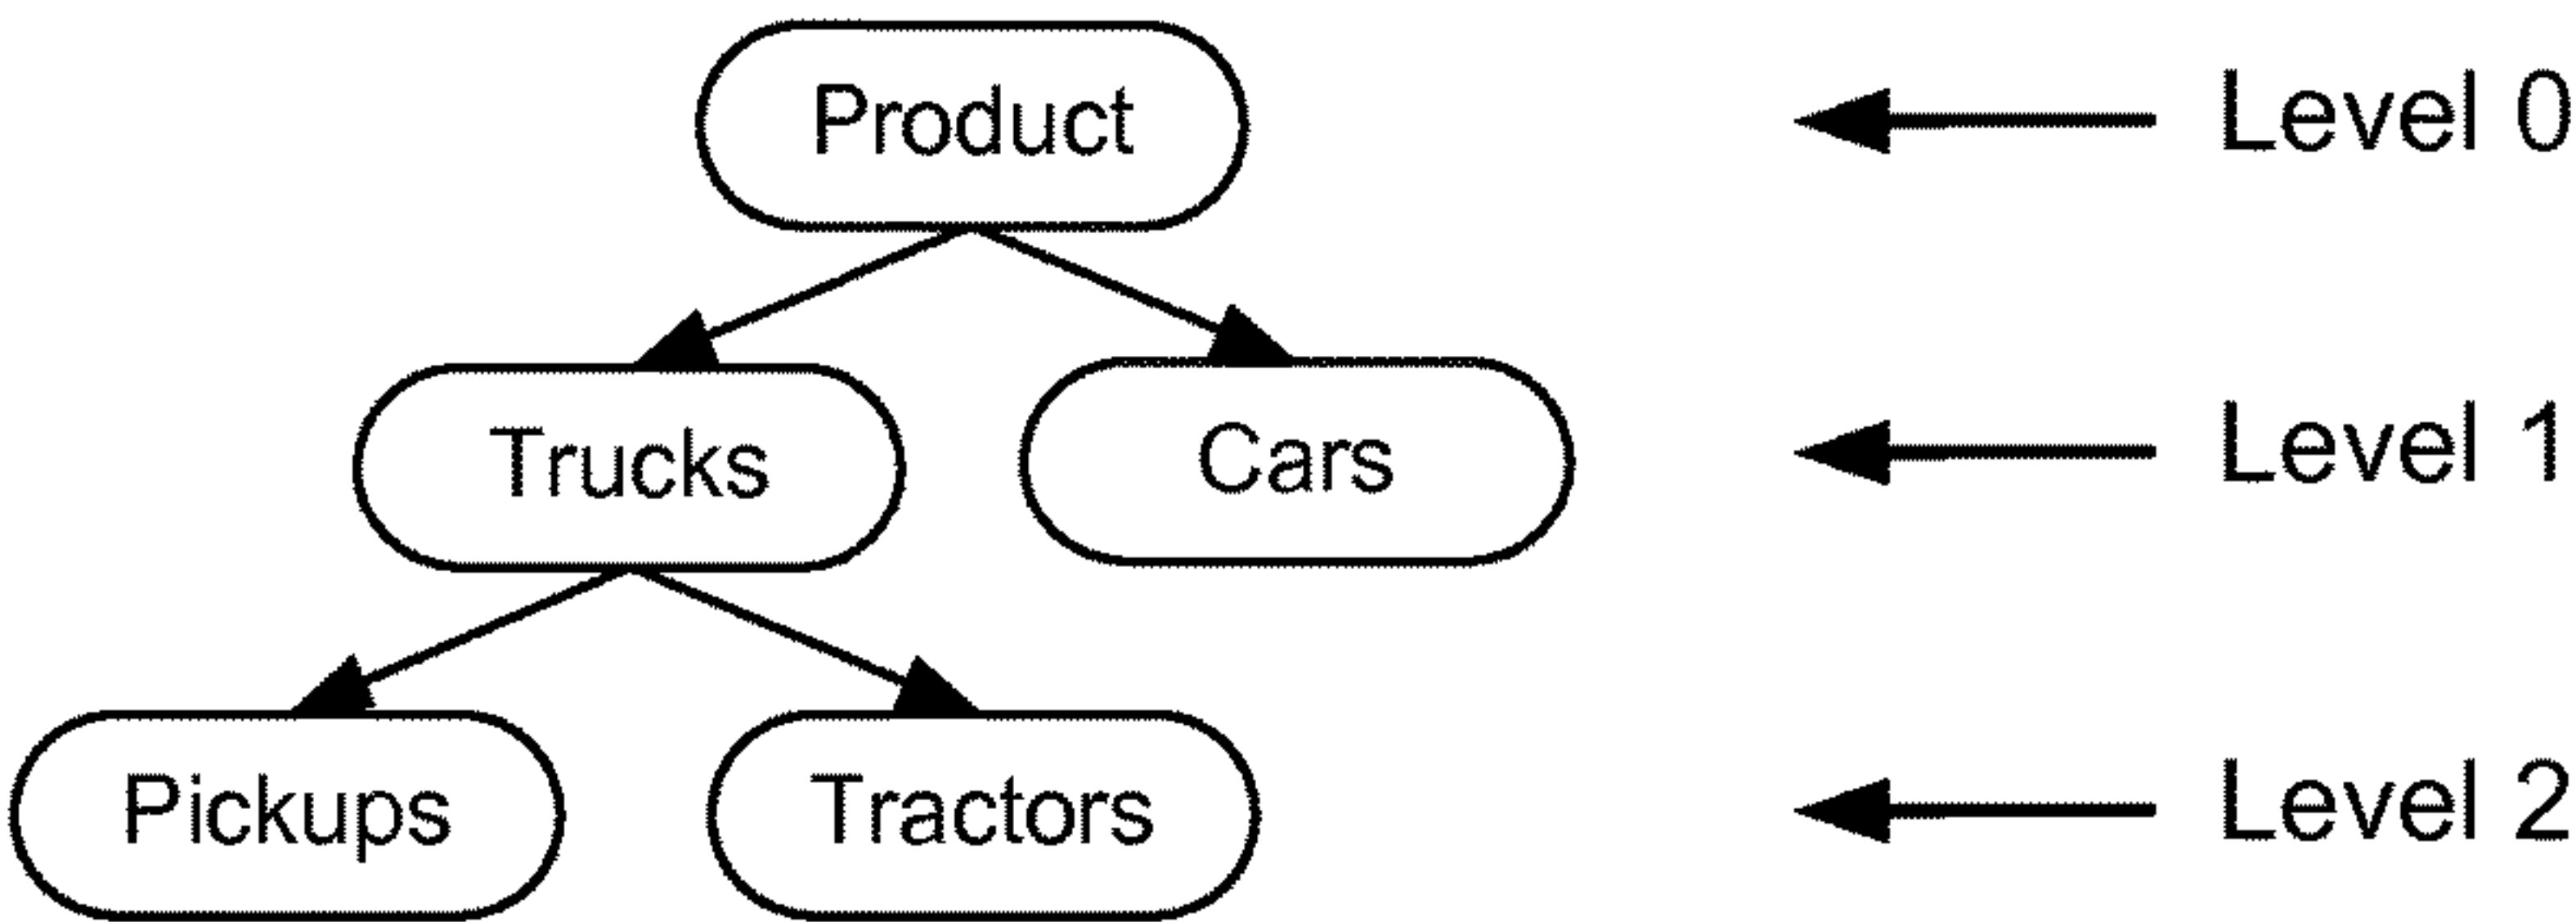 Product
Level 0
Trucks
Cars
Level 1
Pickups
Tractors
Level 2